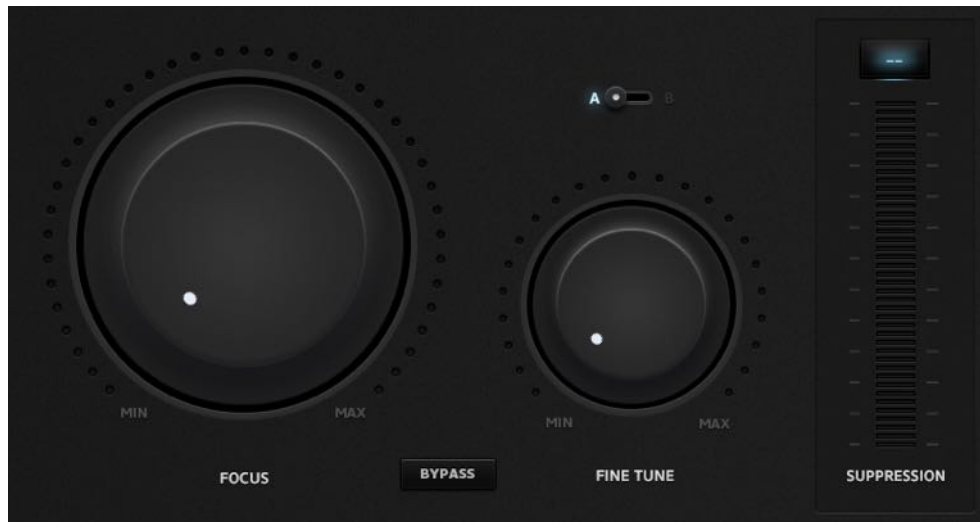 A B
--
MIN MAX
MIN MAX
FOCUS
BYPASS
FINE TUNE
SUPPRESSION